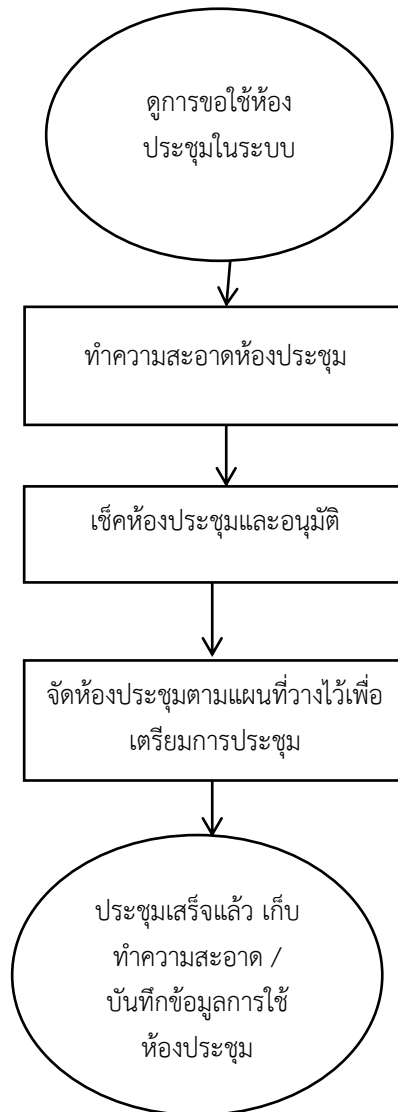 ดูการขอใช้ห้อง
ประชุมในระบบ
ทำความสะอาดห้องประชุม
เช็คห้องประชุมและอนุมัติ
จัดห้องประชุมตามแผนที่วางไว้เพื่อ
เตรียมการประชุม
ประชุมเสร็จแล้ว เก็บ
ทำความสะอาด /
บันทึกข้อมูลการใช้
ห้องประชุม